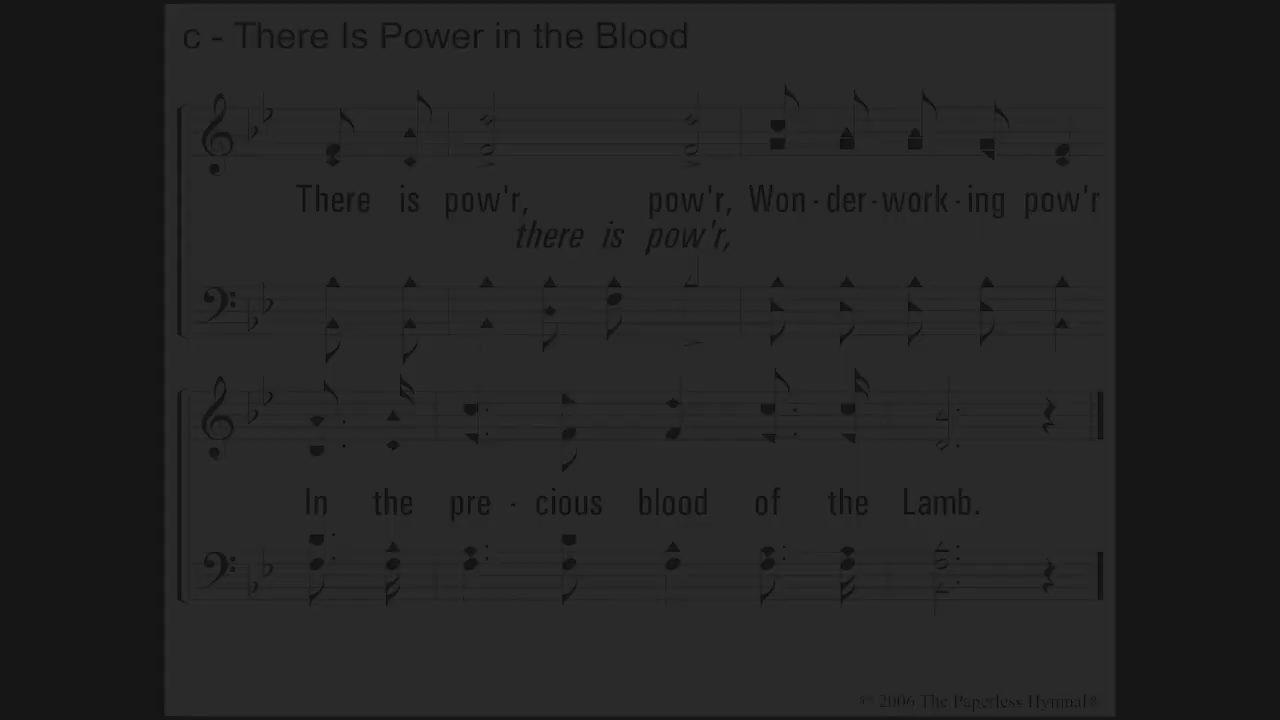 c - There Is Power in the Blood
There is pow'r, pow'r, Won-der-work-ing pow'r
there is pow'r,
In the pre-cious blood of the Lamb.
© 2006 The Paperless Hymnal®